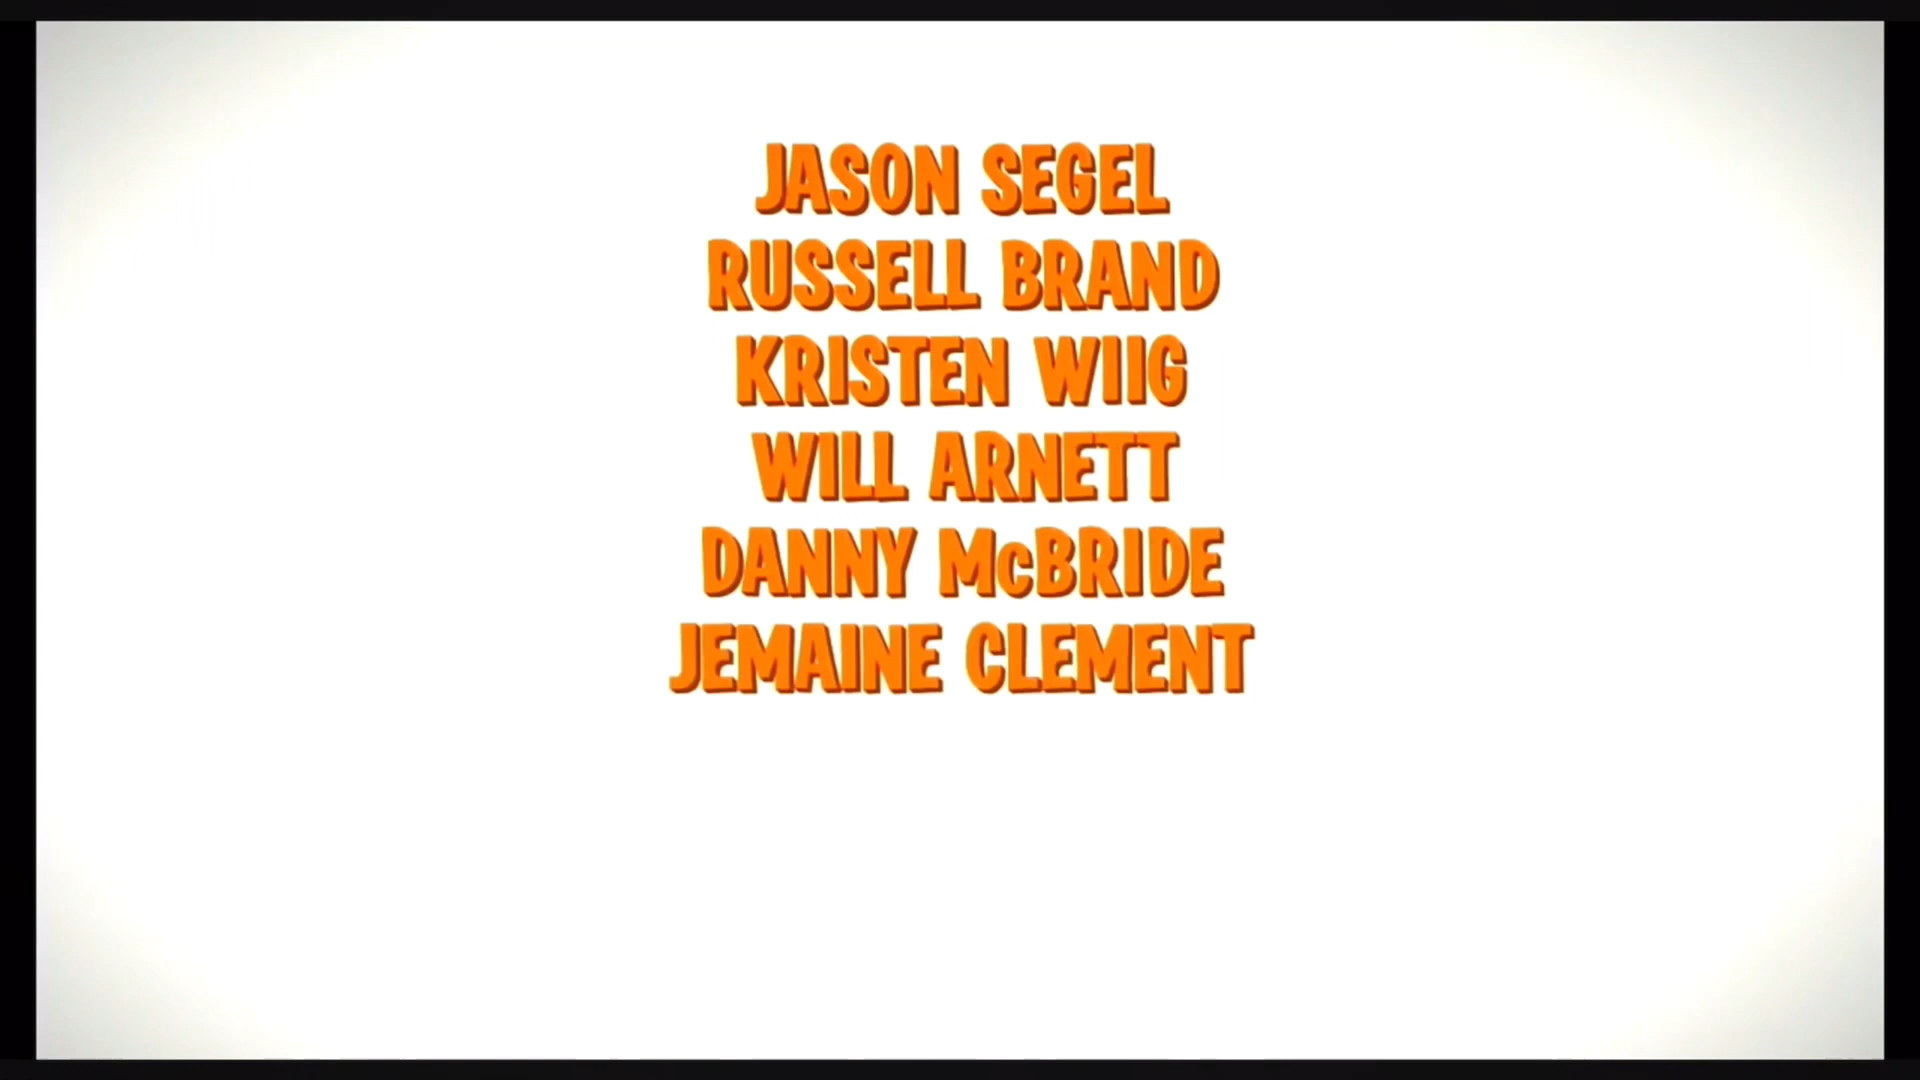 JASON SEGEL
RUSSELL BRAND
KRISTEN WIIG
WILL ARNETT
DANNY McBRIDE
JEMAINE CLEMENT